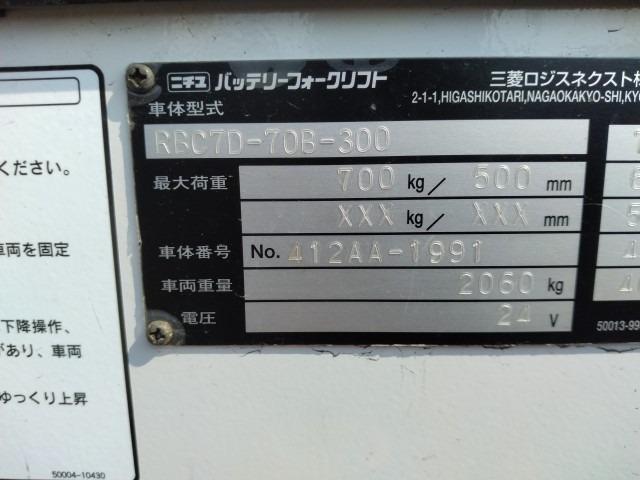 ください。
車両を固定
下降操作、
があり、車両
ゆっくり上昇
50004-10430
ニチユ バッテリーフォークリフト
三菱ロジスネクスト株
2-1-1,HIGASHIKOTARI,NAGAOKAKYO-SHI,KY
車体型式
RBC7D-70B-300
最大荷重 700 kg/ 500 mm
XXX kg/ XXX mm
車体番号 No. 412AA-1991
車両重量 2060 kg
電圧 24 V
50013-99